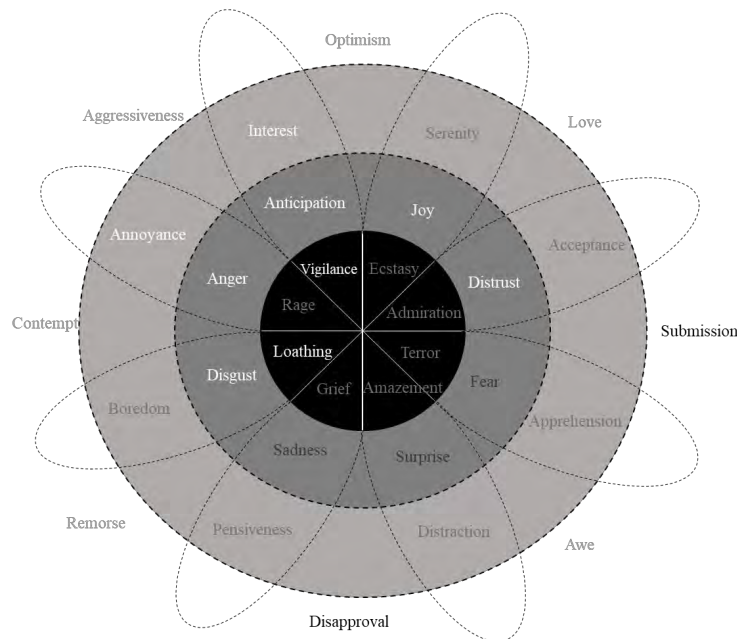 Optimism
Aggressiveness
Love
Interest
Serenity
Anticipation
Joy
Annoyance
Acceptance
Vigilance
Ecstasy
Anger
Distrust
Rage
Admiration
Contempt
Submission
Loathing
Terror
Disgust
Fear
Grief
Amazement
Boredom
Apprehension
Sadness
Surprise
Remorse
Pensiveness
Distraction
Awe
Disapproval